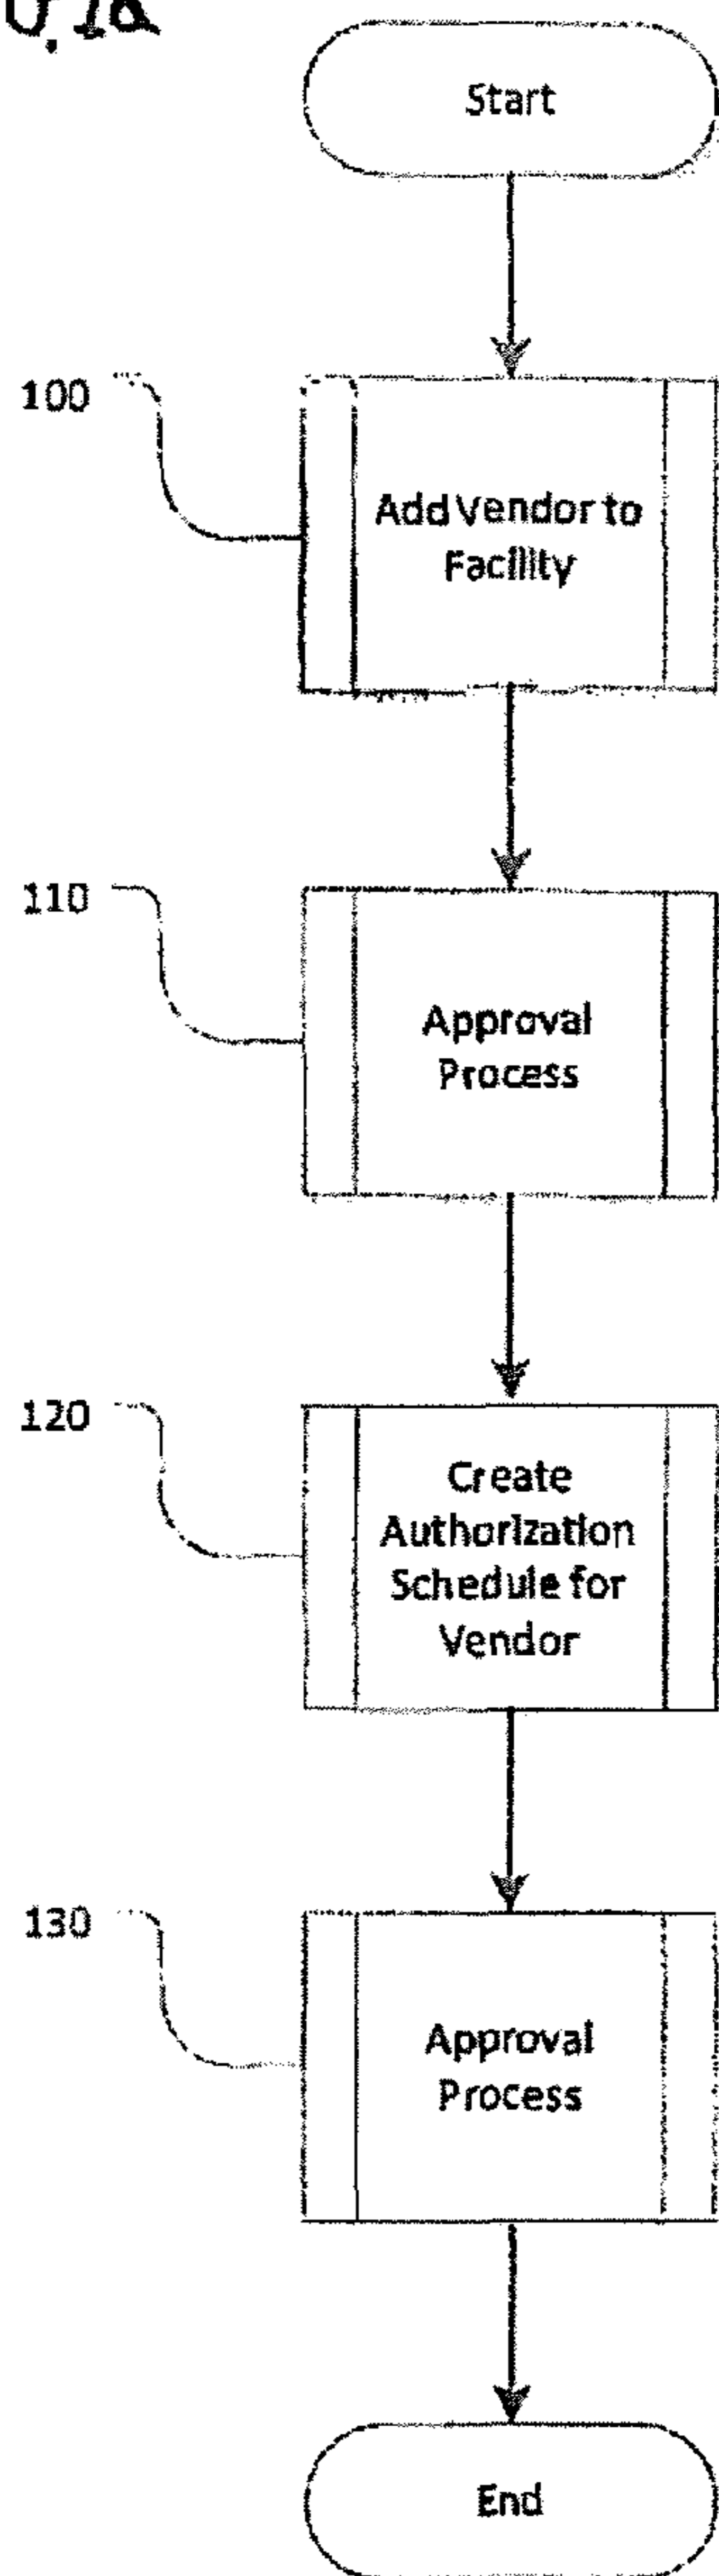 Start
100
Add Vendor to
Facility
110
Approval
Process
120
Create
Authorization
Schedule for
Vendor
130
Approval
Process
End